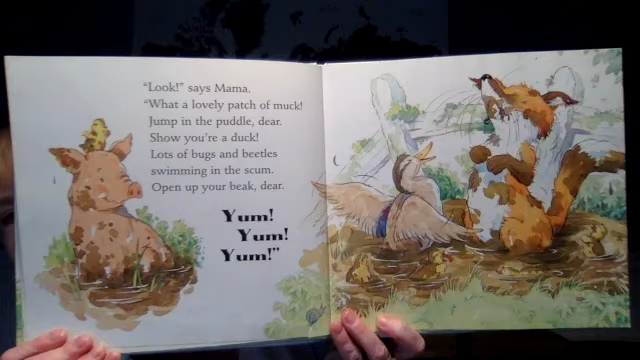 "Look!" says Mama.
"What a lovely patch of muck!
Jump in the puddle, dear.
Show you're a duck!
Lots of bugs and beetles
swimming in the scum.
Open up your beak, dear.
Yum!
Yum!
Yum!"